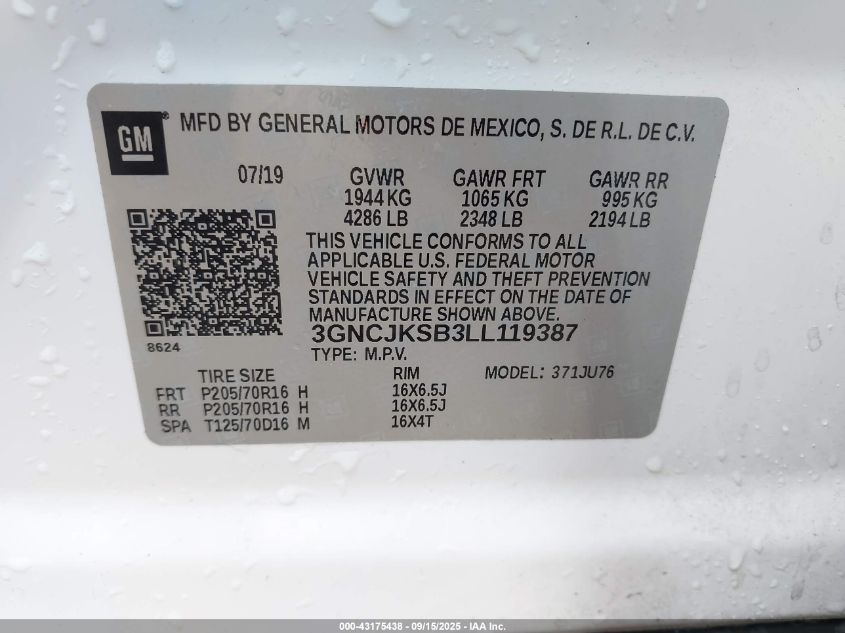 GM® MFD BY GENERAL MOTORS DE MEXICO, S. DE R.L. DE C.V.
07/19 GVWR GAWR FRT GAWR RR
1944 KG 1065 KG 995 KG
4286 LB 2348 LB 2194 LB
THIS VEHICLE CONFORMS TO ALL
APPLICABLE U.S. FEDERAL MOTOR
VEHICLE SAFETY AND THEFT PREVENTION
STANDARDS IN EFFECT ON THE DATE OF
MANUFACTURE SHOWN ABOVE.
3GNCJKSB3LL119387
8624
TYPE: M.P.V.
TIRE SIZE RIM MODEL: 371JU76
FRT P205/70R16 H 16X6.5J
RR P205/70R16 H 16X6.5J
SPA T125/70D16 M 16X4T
000-43175438 - 09/15/2025 - IAA Inc.